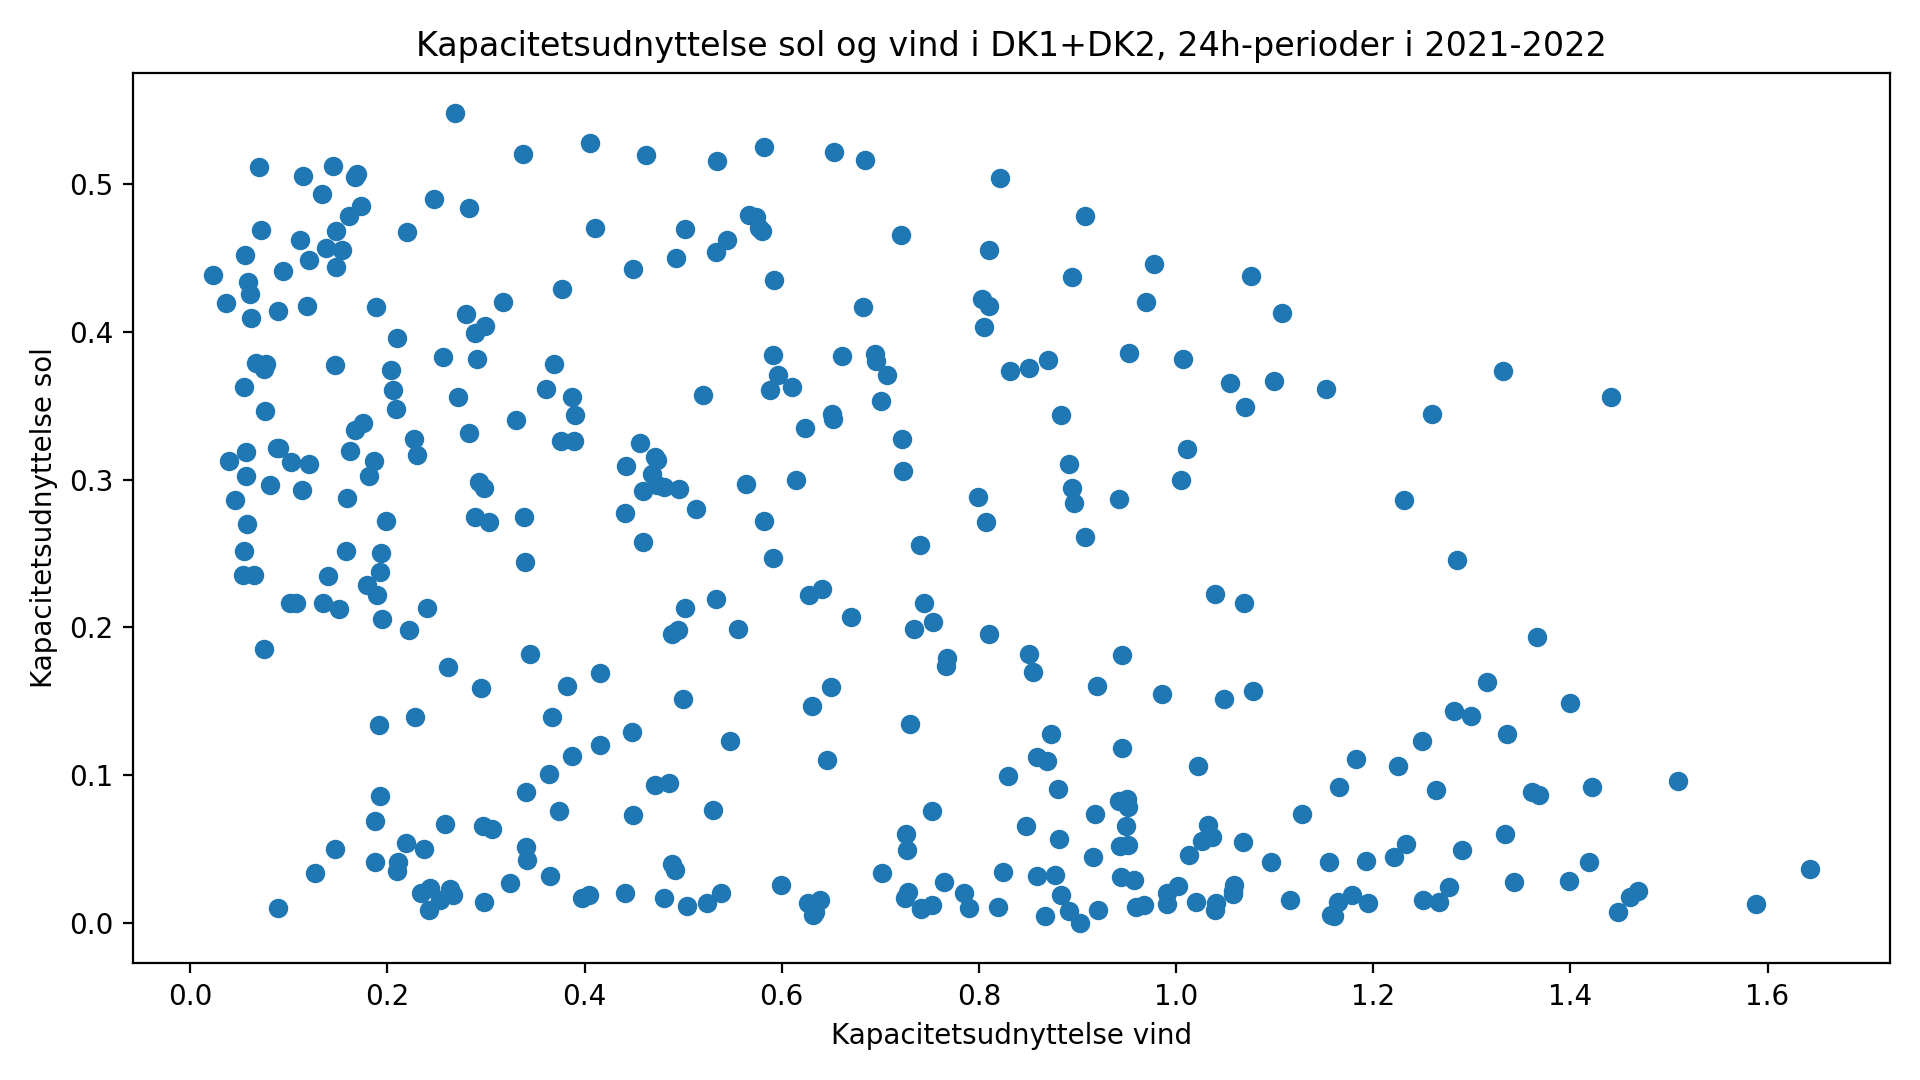 Kapacitetsudnyttelse sol og vind i DK1+DK2, 24h-perioder i 2021-2022
Kapacitetsudnyttelse sol
0.5
0.4
0.3
0.2
0.1
0.0
0.0 0.2 0.4 0.6 0.8 1.0 1.2 1.4 1.6
Kapacitetsudnyttelse vind